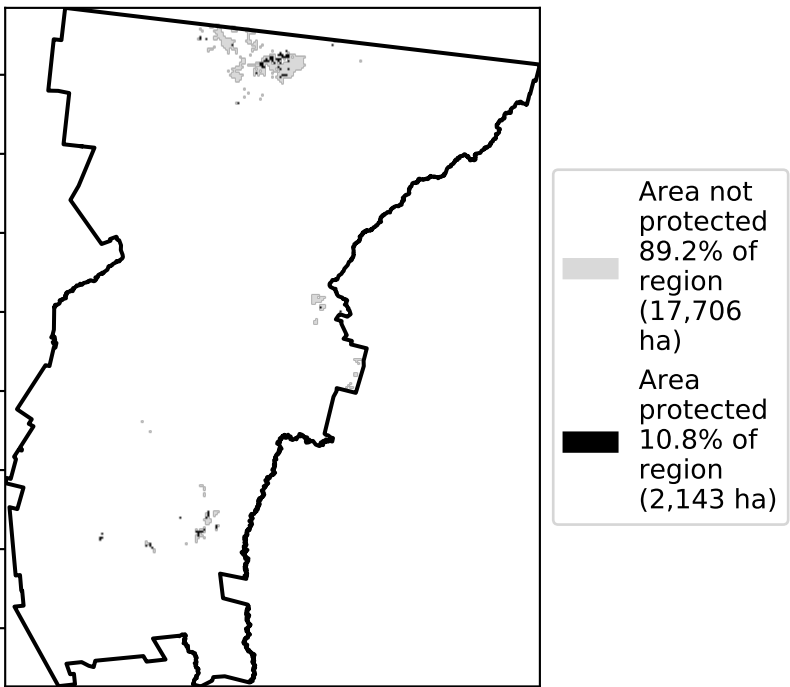 Area not
protected
89.2% of
region
(17,706
ha)
Area
protected
10.8% of
region
(2,143 ha)